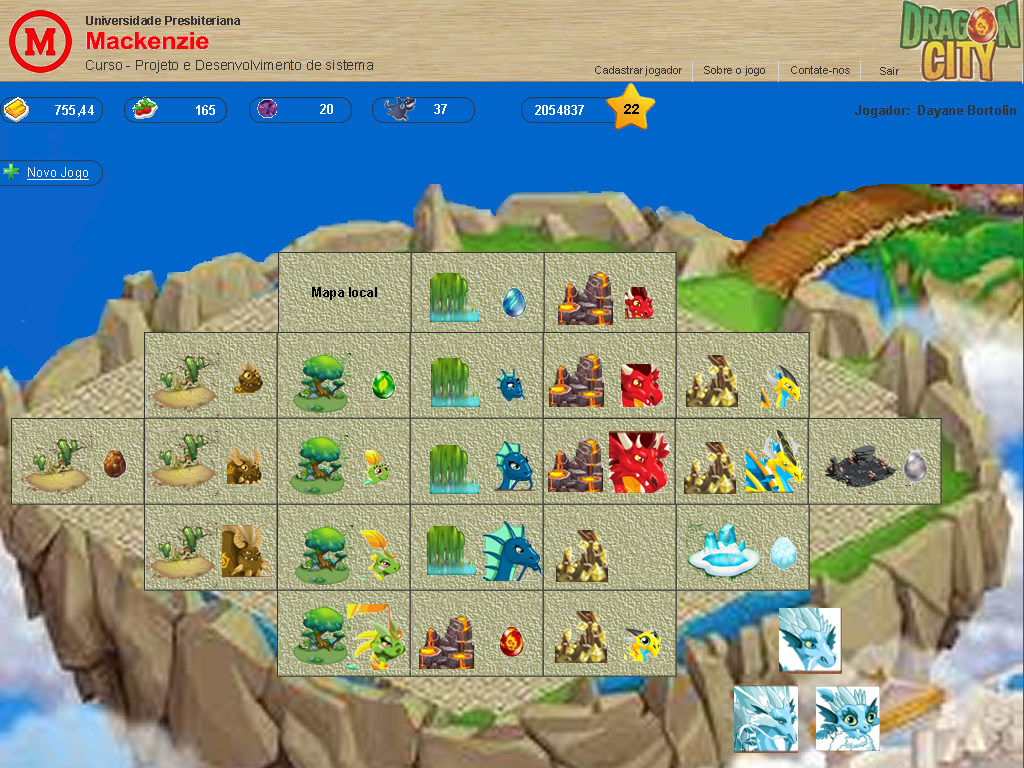 Universidade Presbiteriana
Mackenzie
Curso - Projeto e Desenvolvimento de sistema
M
DRAGON
CITY
Cadastrar jogador
Sobre o jogo
Contate-nos
Sair
755,44
165
20
37
2054837
22
Jogador: Dayane Bortolin
Novo Jogo
Mapa local